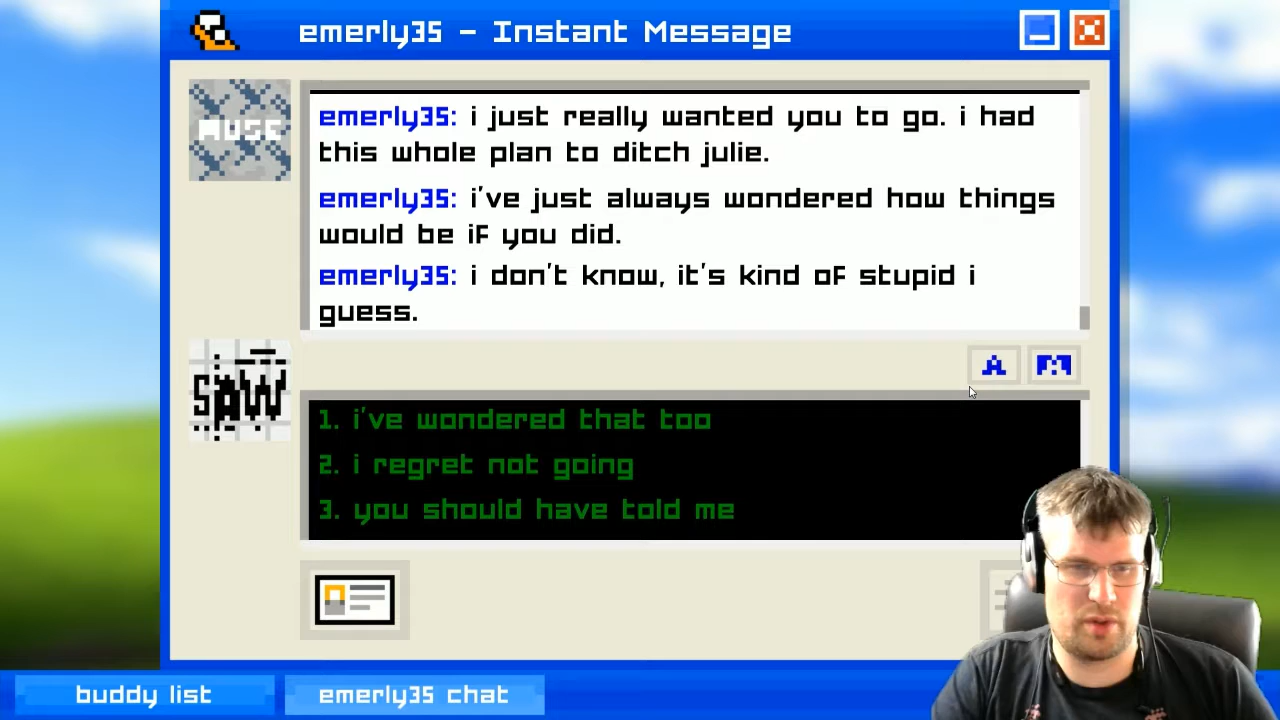 emerly35 - Instant Message
MUSE
emerly35: i just really wanted you to go. i had
this whole plan to ditch julie.
emerly35: i've just always wondered how things
would be if you did.
emerly35: i don't know, it's kind of stupid i
guess.
A
SAW
1. i've wondered that too
2. i regret not going
3. you should have told me
buddy list
emerly35 chat